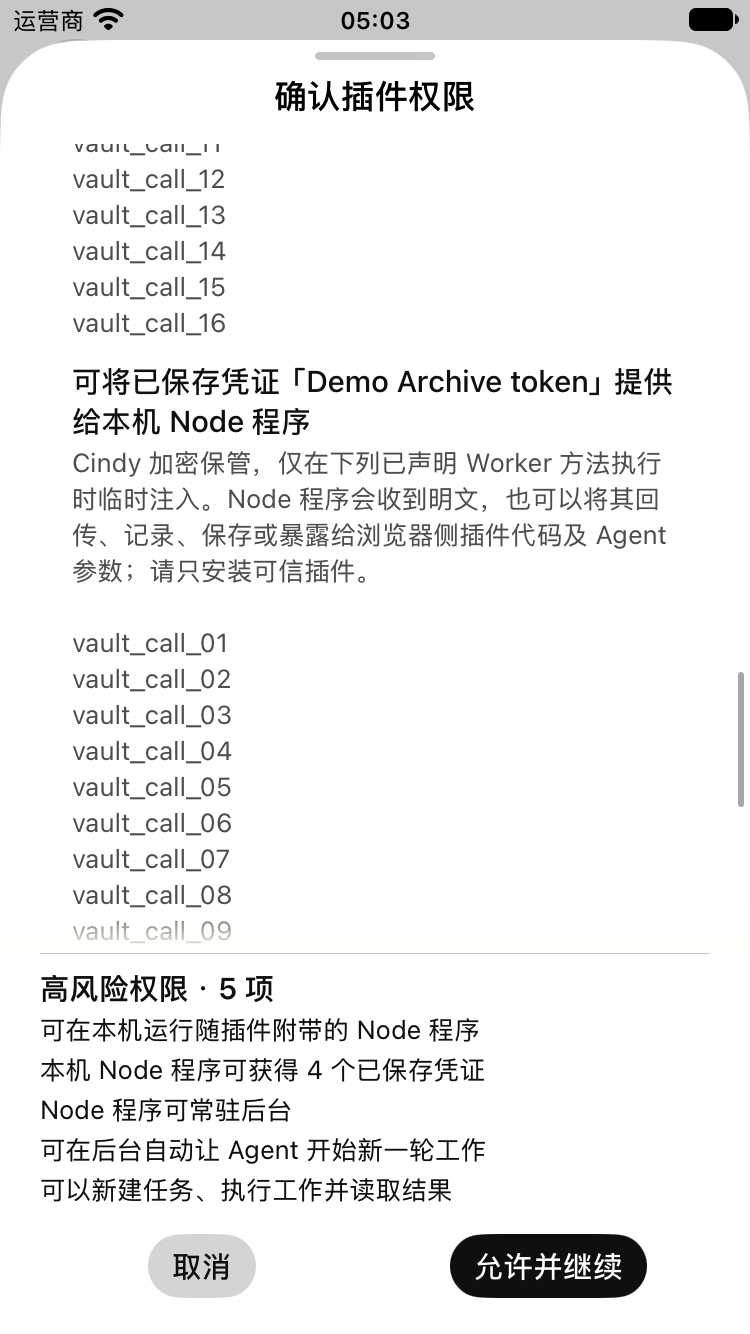 运营商
05:03
确认插件权限
vault_call_11
vault_call_12
vault_call_13
vault_call_14
vault_call_15
vault_call_16
可将已保存凭证「Demo Archive token」提供
给本机 Node 程序
Cindy 加密保管，仅在下列已声明 Worker 方法执行
时临时注入。Node 程序会收到明文，也可以将其回
传、记录、保存或暴露给浏览器侧插件代码及 Agent
参数；请只安装可信插件。
vault_call_01
vault_call_02
vault_call_03
vault_call_04
vault_call_05
vault_call_06
vault_call_07
vault_call_08
vault_call_09
高风险权限 · 5 项
可在本机运行随插件附带的 Node 程序
本机 Node 程序可获得 4 个已保存凭证
Node 程序可常驻后台
可在后台自动让 Agent 开始新一轮工作
可以新建任务、执行工作并读取结果
取消
允许并继续